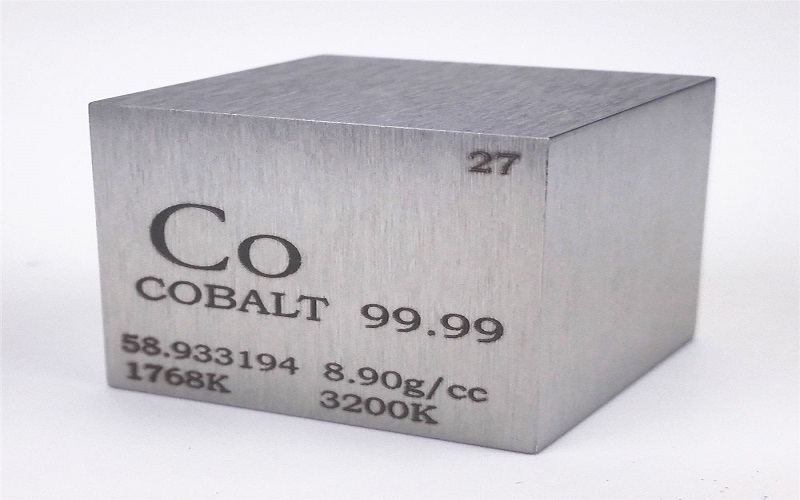 27
Co
COBALT 99.99
58.933194 8.90g/cc
1768K 3200K